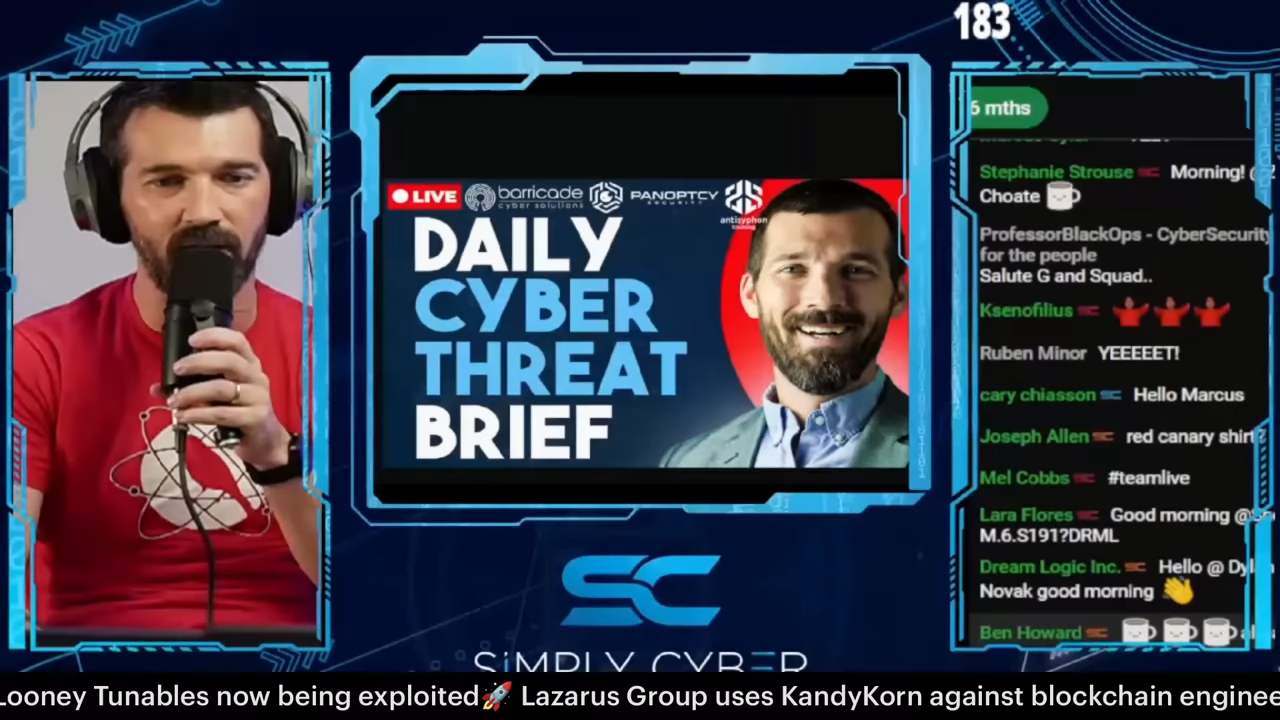 183
6 mths
Stephanie Strouse Morning!
Choate
ProfessorBlackOps - CyberSecurity
for the people
Salute G and Squad..
Ksenofilius
Ruben Minor YEEEEET!
cary chiasson Hello Marcus
Joseph Allen red canary shirt
Mel Cobbs #teamlive
Lara Flores Good morning
M.6.S191?DRML
Dream Logic Inc. Hello @
Novak good morning
Ben Howard
LIVE
barricade
cyber solutions
PANOPTCY
SECURITY
antisyphon
training
DAILY
CYBER
THREAT
BRIEF
SC
SIMPLY CYBER
Looney Tunables now being exploited🚀 Lazarus Group uses KandyKorn against blockchain enginee